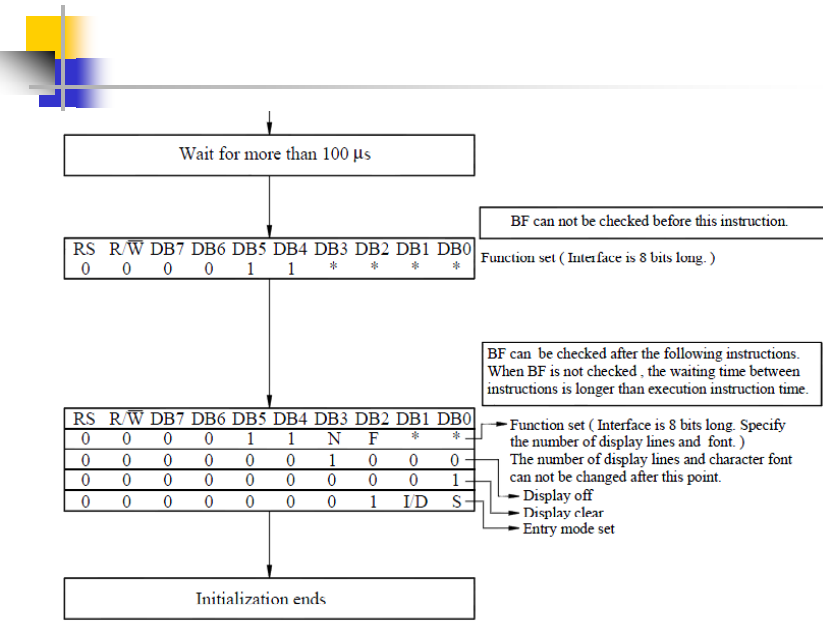 Wait for more than 100 µs
BF can not be checked before this instruction.
RS R/W̅ DB7 DB6 DB5 DB4 DB3 DB2 DB1 DB0
0 0 0 0 1 1 * * * *
Function set ( Interface is 8 bits long. )
BF can be checked after the following instructions.
When BF is not checked , the waiting time between
instructions is longer than execution instruction time.
RS R/W̅ DB7 DB6 DB5 DB4 DB3 DB2 DB1 DB0
0 0 0 0 1 1 N F * *
0 0 0 0 0 0 1 0 0 0
0 0 0 0 0 0 0 0 0 1
0 0 0 0 0 0 0 1 I/D S
Function set ( Interface is 8 bits long. Specify
the number of display lines and font. )
The number of display lines and character font
can not be changed after this point.
Display off
Display clear
Entry mode set
Initialization ends